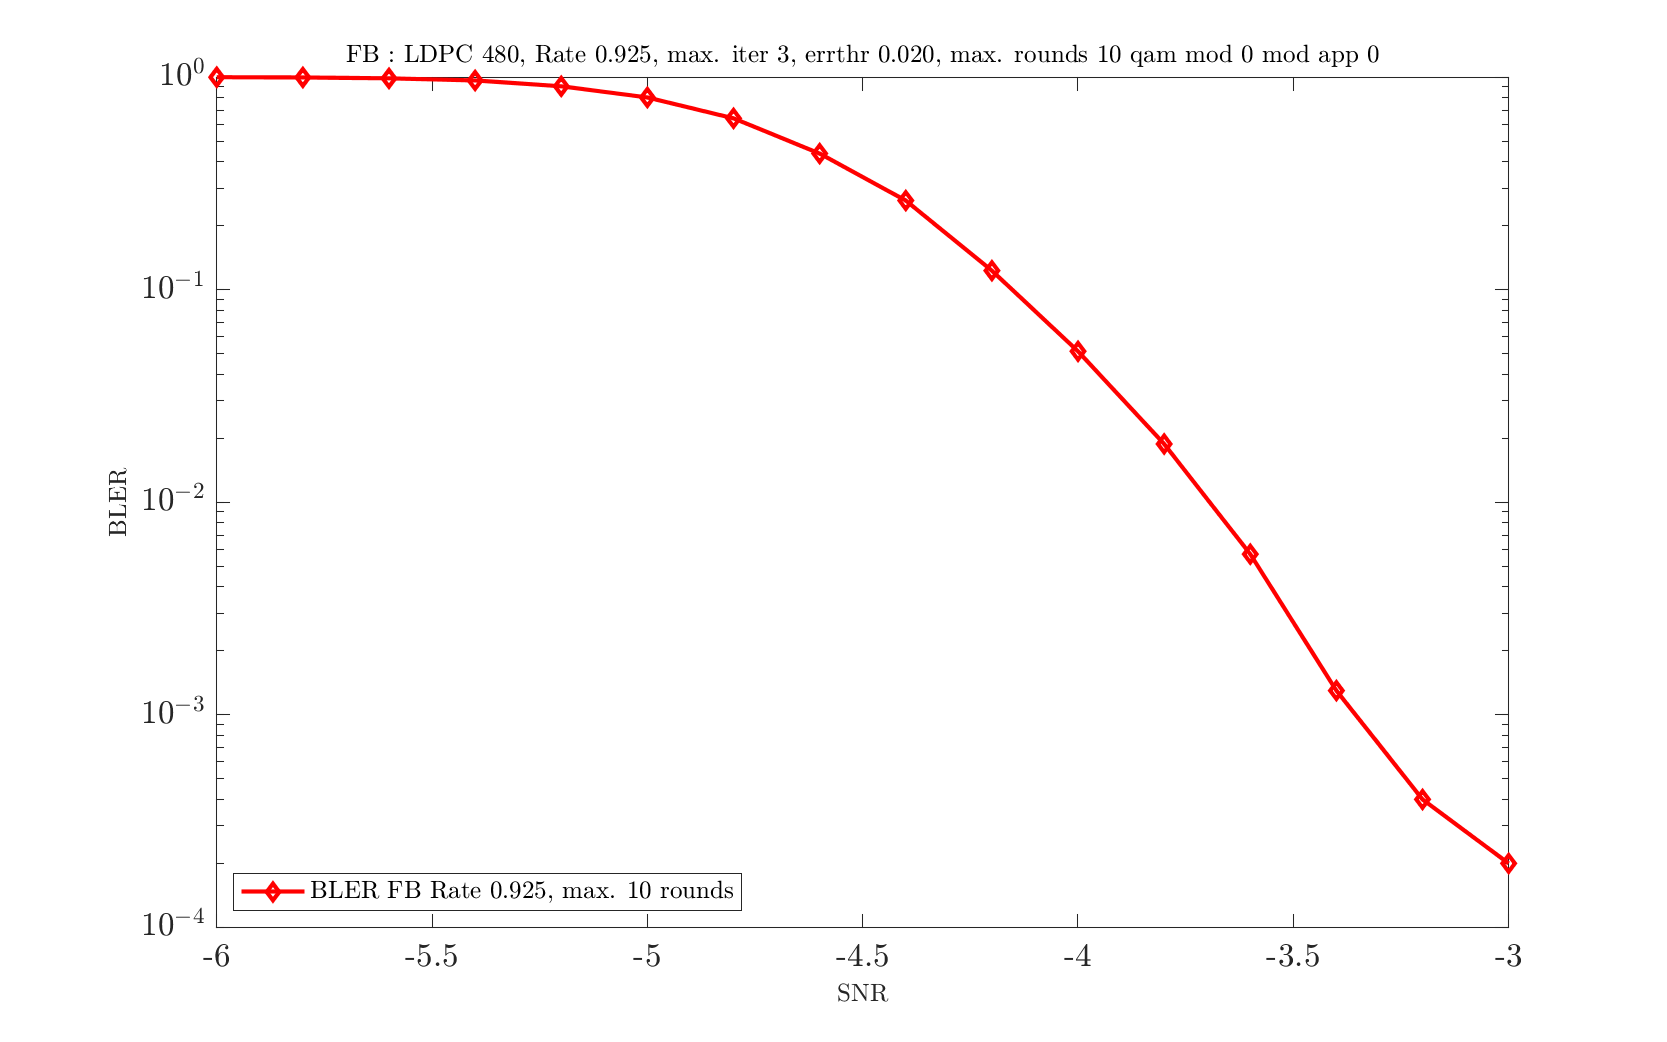 FB : LDPC 480, Rate 0.925, max. iter 3, errthr 0.020, max. rounds 10 qam mod 0 mod app 0
10^0
10^-1
10^-2
10^-3
10^-4
BLER
BLER FB Rate 0.925, max. 10 rounds
-6 -5.5 -5 -4.5 -4 -3.5 -3
SNR